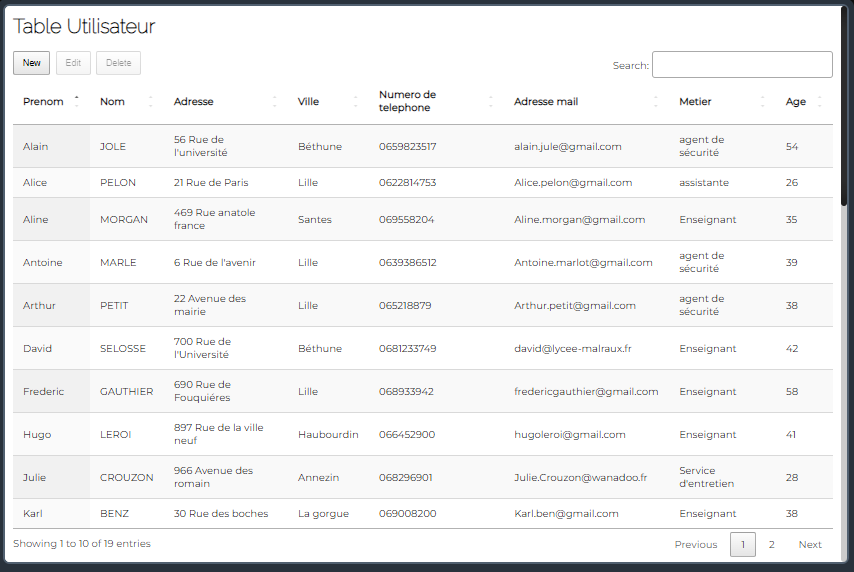 Table Utilisateur
New Edit Delete
Search:
Prenom Nom Adresse Ville Numero de telephone Adresse mail Metier Age
Alain JOLE 56 Rue de l'université Béthune 0659823517 alain.jule@gmail.com agent de sécurité 54
Alice PELON 21 Rue de Paris Lille 0622814753 Alice.pelon@gmail.com assistante 26
Aline MORGAN 469 Rue anatole france Santes 069558204 Aline.morgan@gmail.com Enseignant 35
Antoine MARLE 6 Rue de l'avenir Lille 0639386512 Antoine.marlot@gmail.com agent de sécurité 39
Arthur PETIT 22 Avenue des mairie Lille 065218879 Arthur.petit@gmail.com agent de sécurité 38
David SELOSSE 700 Rue de l'Université Béthune 0681233749 david@lycee-malraux.fr Enseignant 42
Frederic GAUTHIER 690 Rue de Fouquiéres Lille 068933942 fredericgauthier@gmail.com Enseignant 58
Hugo LEROI 897 Rue de la ville neuf Haubourdin 066452900 hugoleroi@gmail.com Enseignant 41
Julie CROUZON 966 Avenue des romain Annezin 068296901 Julie.Crouzon@wanadoo.fr Service d'entretien 28
Karl BENZ 30 Rue des boches La gorgue 069008200 Karl.ben@gmail.com Enseignant 38
Showing 1 to 10 of 19 entries
Previous 1 2 Next